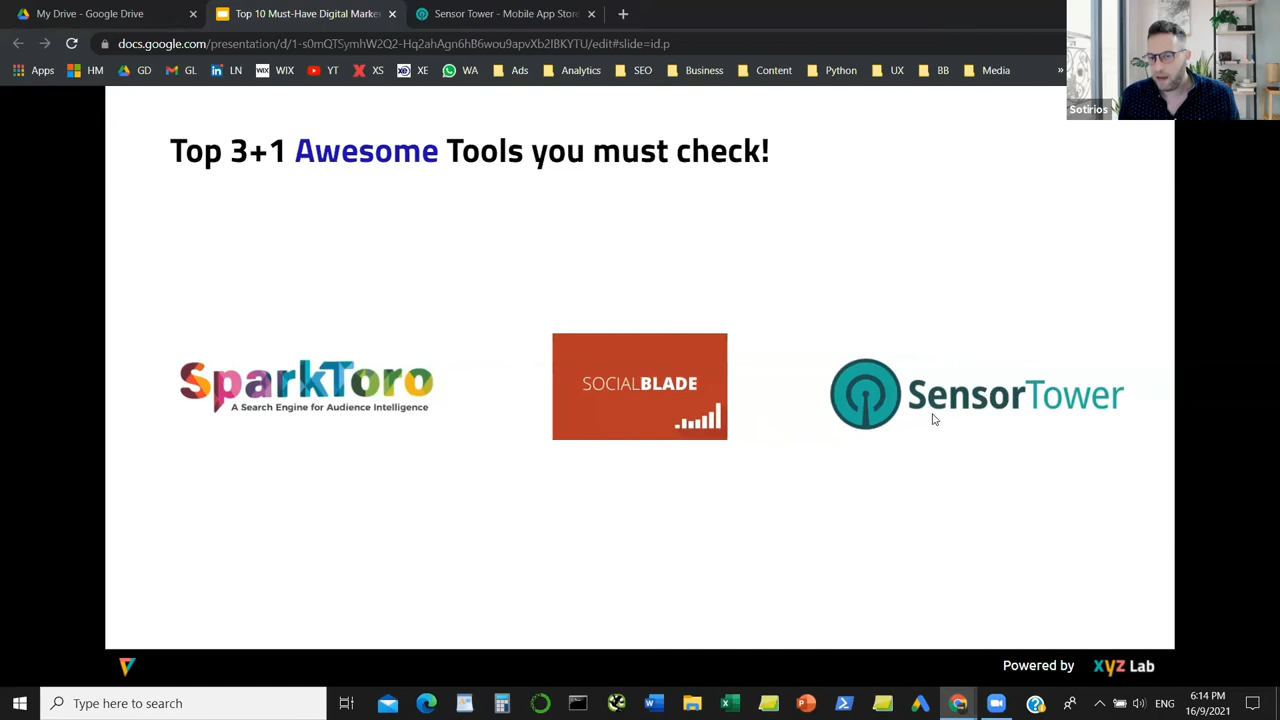 My Drive - Google Drive
Top 10 Must-Have Digital Marke
Sensor Tower - Mobile App Store
docs.google.com/presentation/d/1-s0mQTSymhW2Q2-Hq2ahAgn6hB6wou9apvXb2IBKYTU/edit#slide=id.p
Apps HM GD GL LN WIX YT XS XE WA Ads Analytics SEO Business Content Python UX BB Media »
Sotirios
Top 3+1 Awesome Tools you must check!
SparkToro
A Search Engine for Audience Intelligence
SOCIALBLADE
SensorTower
Powered by XYZ Lab
Type here to search
ENG
6:14 PM
16/9/2021